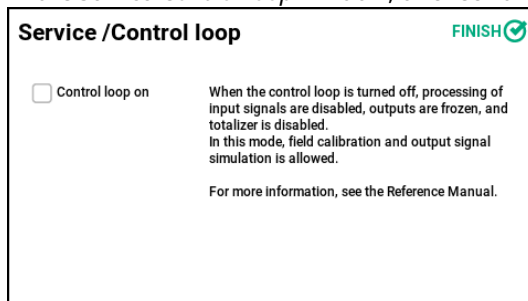 Service /Control loop
FINISH
Control loop on
When the control loop is turned off, processing of
input signals are disabled, outputs are frozen, and
totalizer is disabled.
In this mode, field calibration and output signal
simulation is allowed.
For more information, see the Reference Manual.